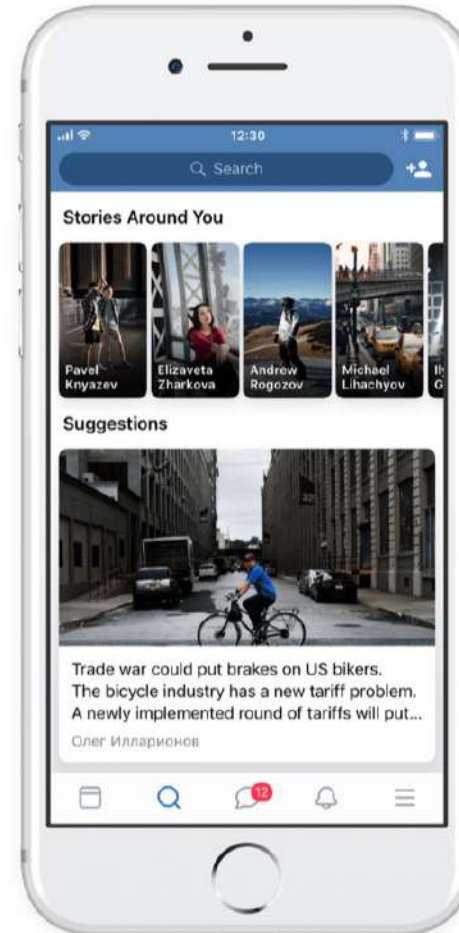 12:30
Search
Stories Around You
Pavel
Knyazev
Elizaveta
Zharkova
Andrew
Rogozov
Michael
Lihachyov
Suggestions
Trade war could put brakes on US bikers.
The bicycle industry has a new tariff problem.
A newly implemented round of tariffs will put...
Олег Илларионов
12